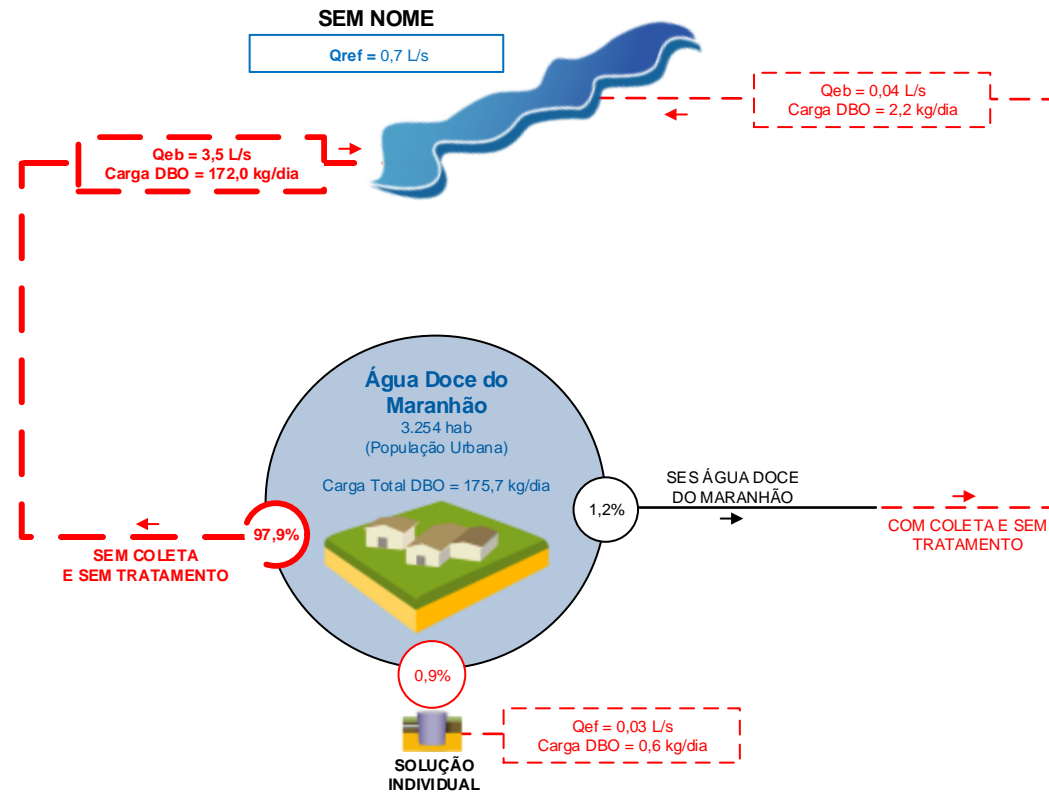 SEM NOME
Qref = 0,7 L/s
Qeb = 0,04 L/s
Carga DBO = 2,2 kg/dia
Qeb = 3,5 L/s
Carga DBO = 172,0 kg/dia
Água Doce do
Maranhão
3.254 hab
(População Urbana)
Carga Total DBO = 175,7 kg/dia
97,9%
SEM COLETA
E SEM TRATAMENTO
1,2%
SES ÁGUA DOCE
DO MARANHÃO
COM COLETA E SEM
TRATAMENTO
0,9%
Qef = 0,03 L/s
Carga DBO = 0,6 kg/dia
SOLUÇÃO
INDIVIDUAL